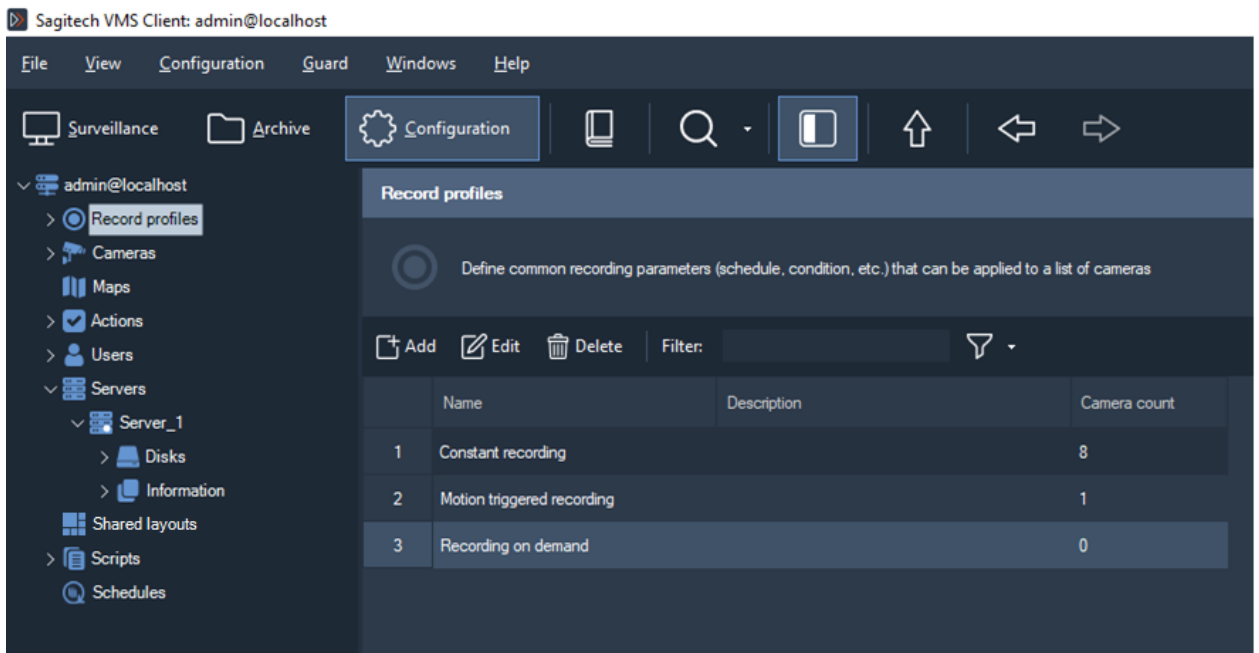 Sagitech VMS Client: admin@localhost
File View Configuration Guard Windows Help
Surveillance Archive Configuration
admin@localhost
Record profiles
Cameras
Maps
Actions
Users
Servers
Server_1
Disks
Information
Shared layouts
Scripts
Schedules
Record profiles
Define common recording parameters (schedule, condition, etc.) that can be applied to a list of cameras
Add Edit Delete Filter:
Name Description Camera count
1 Constant recording 8
2 Motion triggered recording 1
3 Recording on demand 0